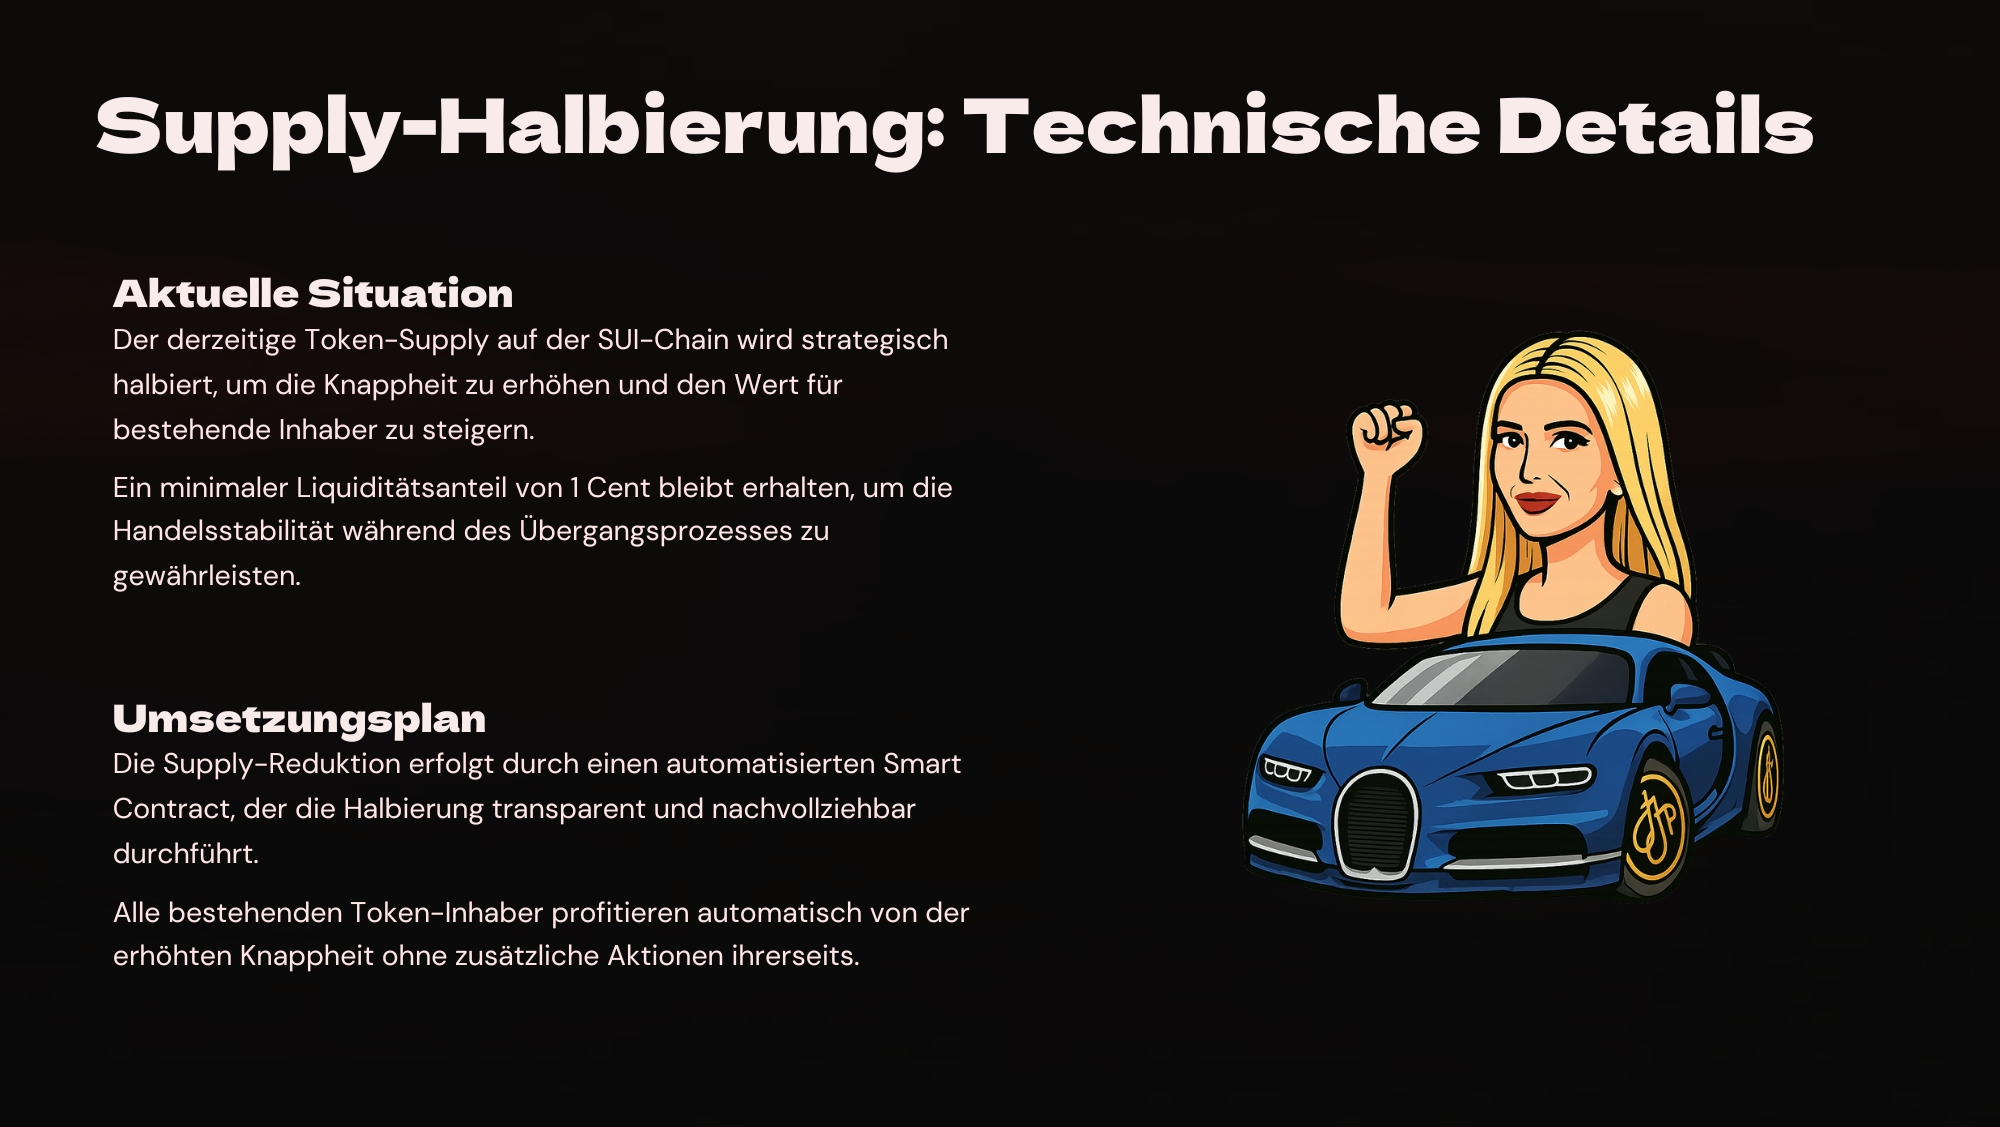 Supply-Halbierung: Technische Details
Aktuelle Situation
Der derzeitige Token-Supply auf der SUI-Chain wird strategisch
halbiert, um die Knappheit zu erhöhen und den Wert für
bestehende Inhaber zu steigern.
Ein minimaler Liquiditätsanteil von 1 Cent bleibt erhalten, um die
Handelsstabilität während des Übergangsprozesses zu
gewährleisten.
Umsetzungsplan
Die Supply-Reduktion erfolgt durch einen automatisierten Smart
Contract, der die Halbierung transparent und nachvollziehbar
durchführt.
Alle bestehenden Token-Inhaber profitieren automatisch von der
erhöhten Knappheit ohne zusätzliche Aktionen ihrerseits.